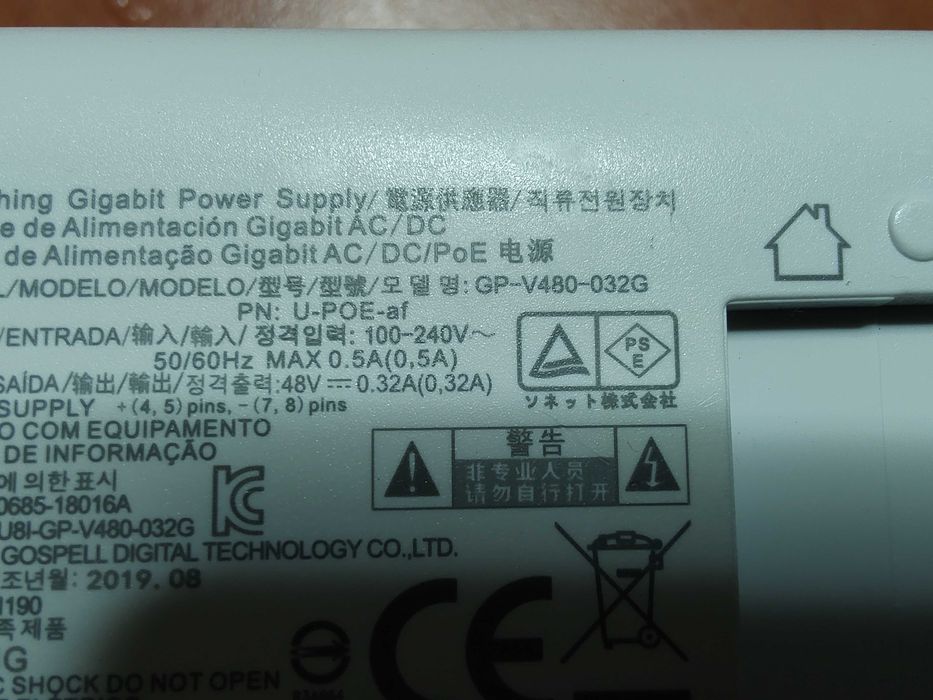 hing Gigabit Power Supply/電源供應器/직류전원장치
e de Alimentación Gigabit AC/DC
de Alimentação Gigabit AC/DC/PoE 电源
L/MODELO/MODELO/型号/型號/모델명: GP-V480-032G
PN: U-POE-af
/ENTRADA/输入/輸入/정격입력: 100-240V~
50/60Hz MAX 0.5A(0,5A)
SAÍDA/输出/輸出/정격출력:48V⎓0.32A(0,32A)
SUPPLY +(4, 5)pins, -(7, 8)pins
PS
E
ソネット株式会社
O COM EQUIPAMENTO
DE INFORMAÇÃO
警告
非专业人员
请勿自行打开
에 의한 표시
0685-18016A
U8I-GP-V480-032G
GOSPELL DIGITAL TECHNOLOGY CO.,LTD.
조년월: 2019.08
1190
족 제품
G
C SHOCK DO NOT OPEN
CE